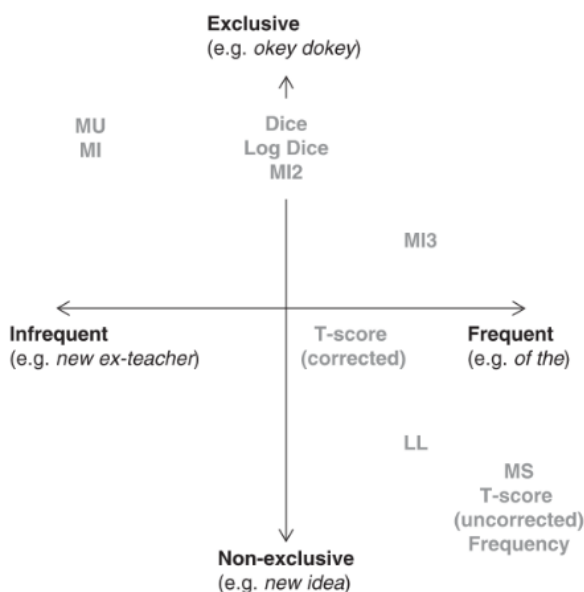 Exclusive
(e.g. okey dokey)
MU
MI
Dice
Log Dice
MI2
MI3
Infrequent
(e.g. new ex-teacher)
T-score
(corrected)
Frequent
(e.g. of the)
LL
MS
T-score
(uncorrected)
Frequency
Non-exclusive
(e.g. new idea)